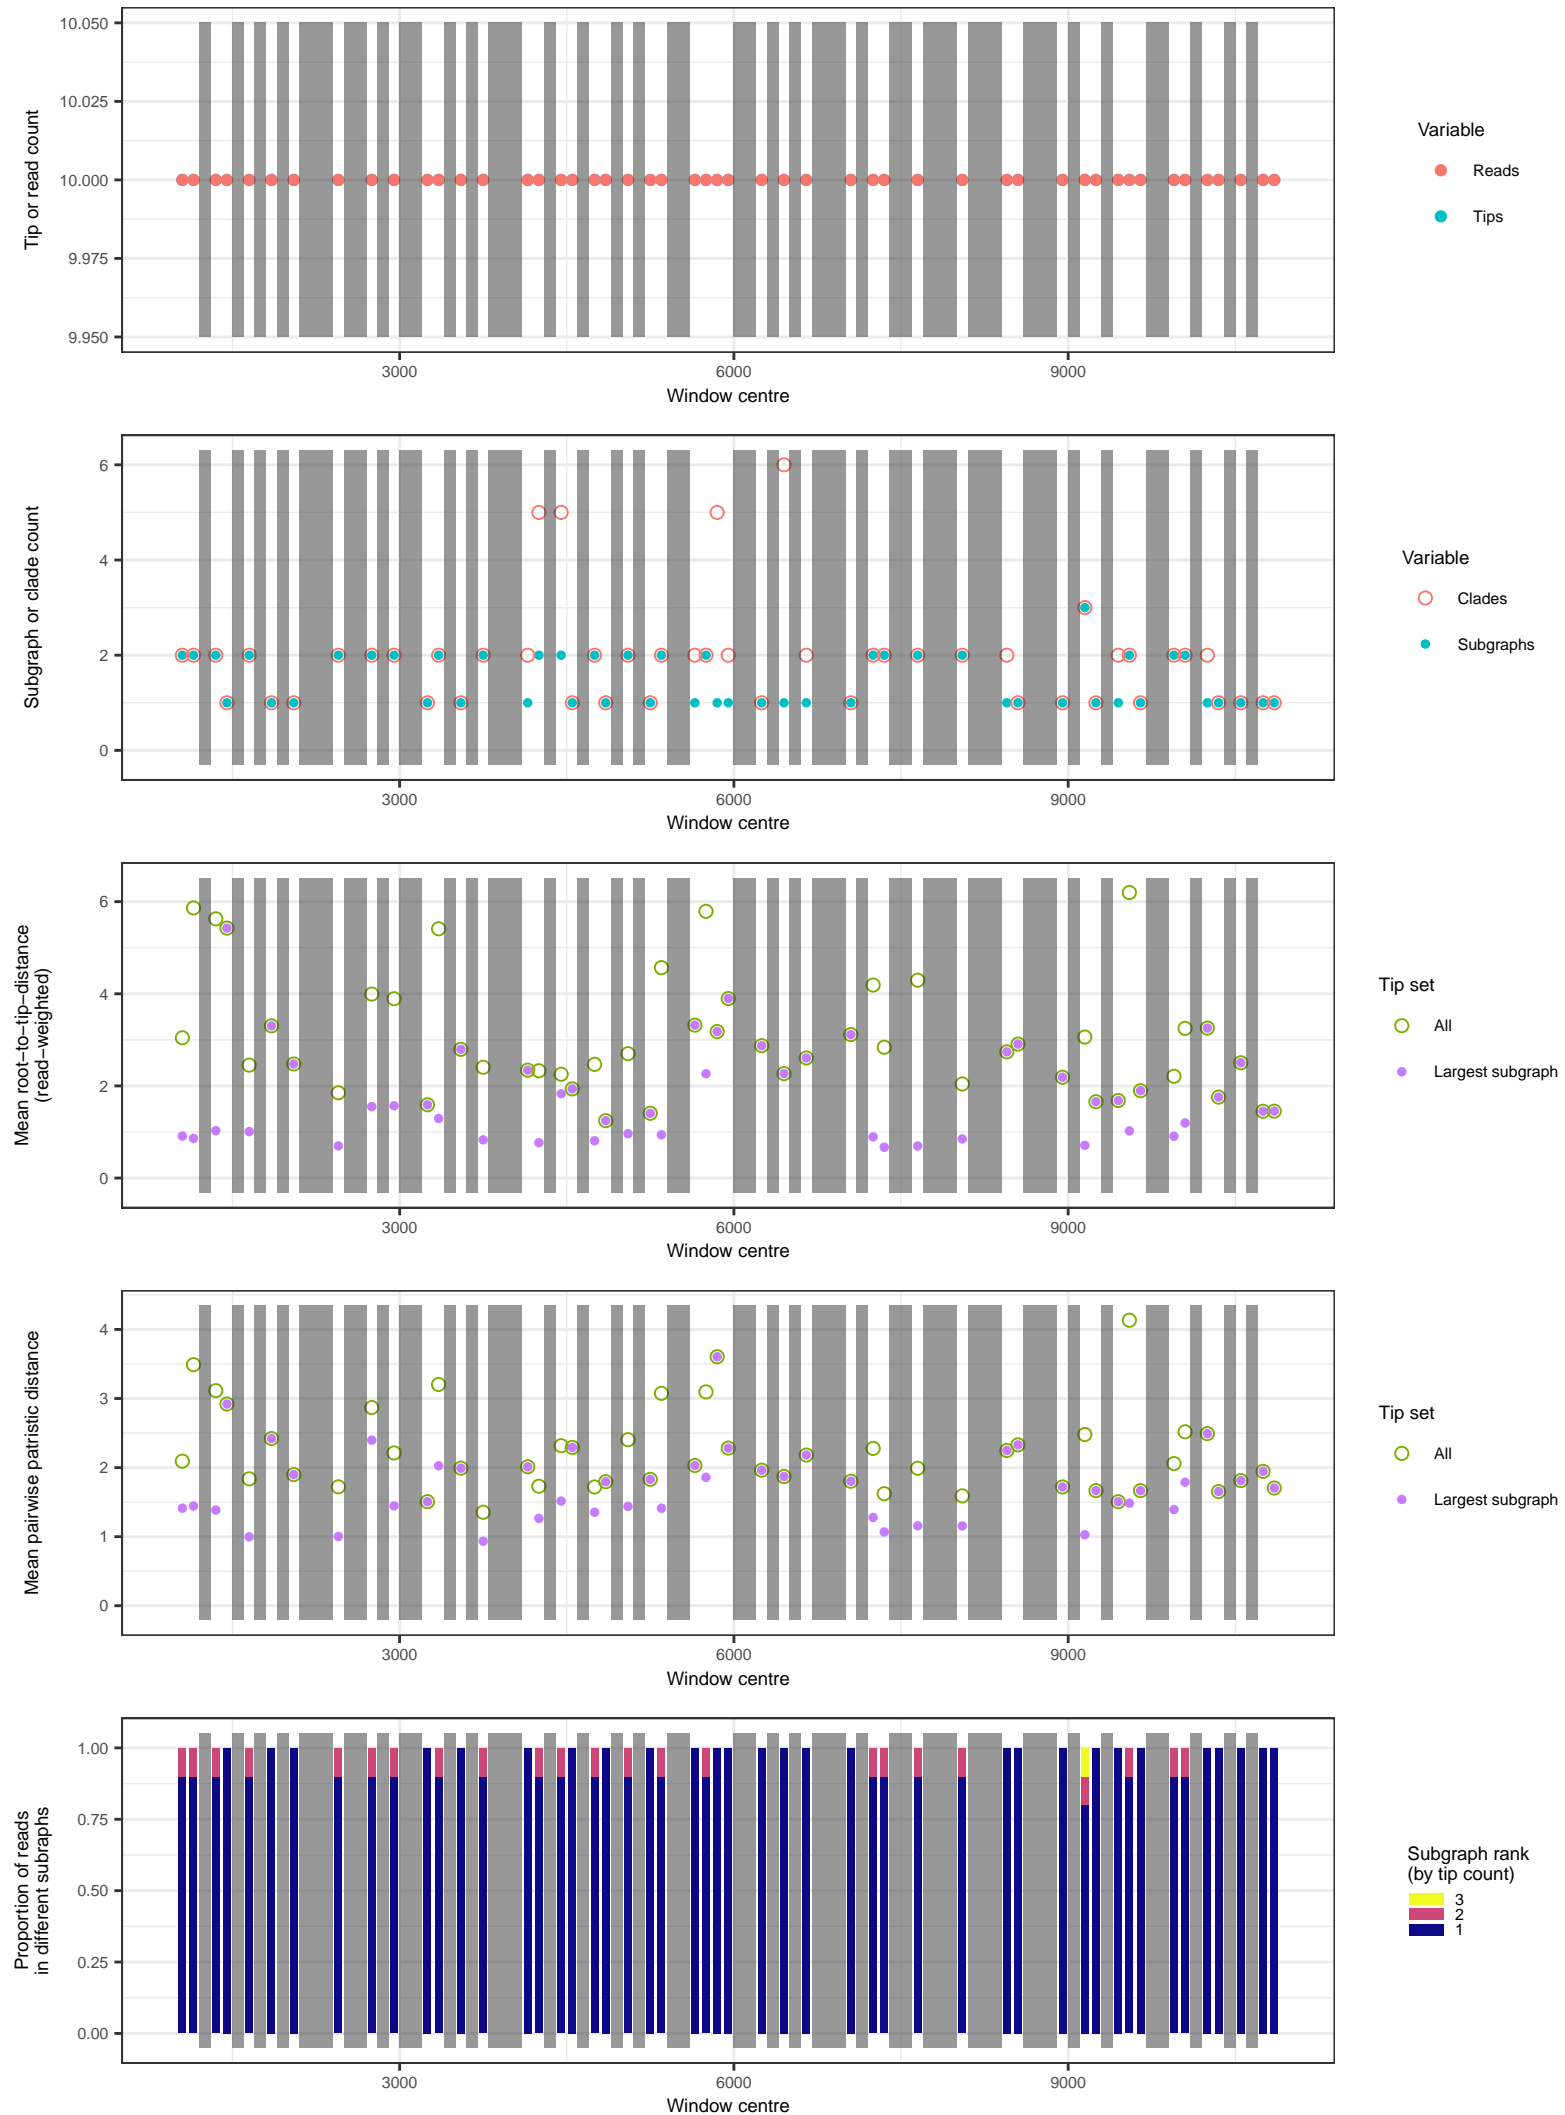 10.050
10.025
10.000
9.975
9.950
Tip or read count
3000
6000
9000
Window centre
Variable
Reads
Tips
6
4
2
0
Subgraph or clade count
3000
6000
9000
Window centre
Variable
Clades
Subgraphs
6
4
2
0
Mean root−to−tip−distance
(read−weighted)
3000
6000
9000
Window centre
Tip set
All
Largest subgraph
4
3
2
1
0
Mean pairwise patristic distance
3000
6000
9000
Window centre
Tip set
All
Largest subgraph
1.00
0.75
0.50
0.25
0.00
Proportion of reads
in different subraphs
3000
6000
9000
Window centre
Subgraph rank
(by tip count)
3
2
1